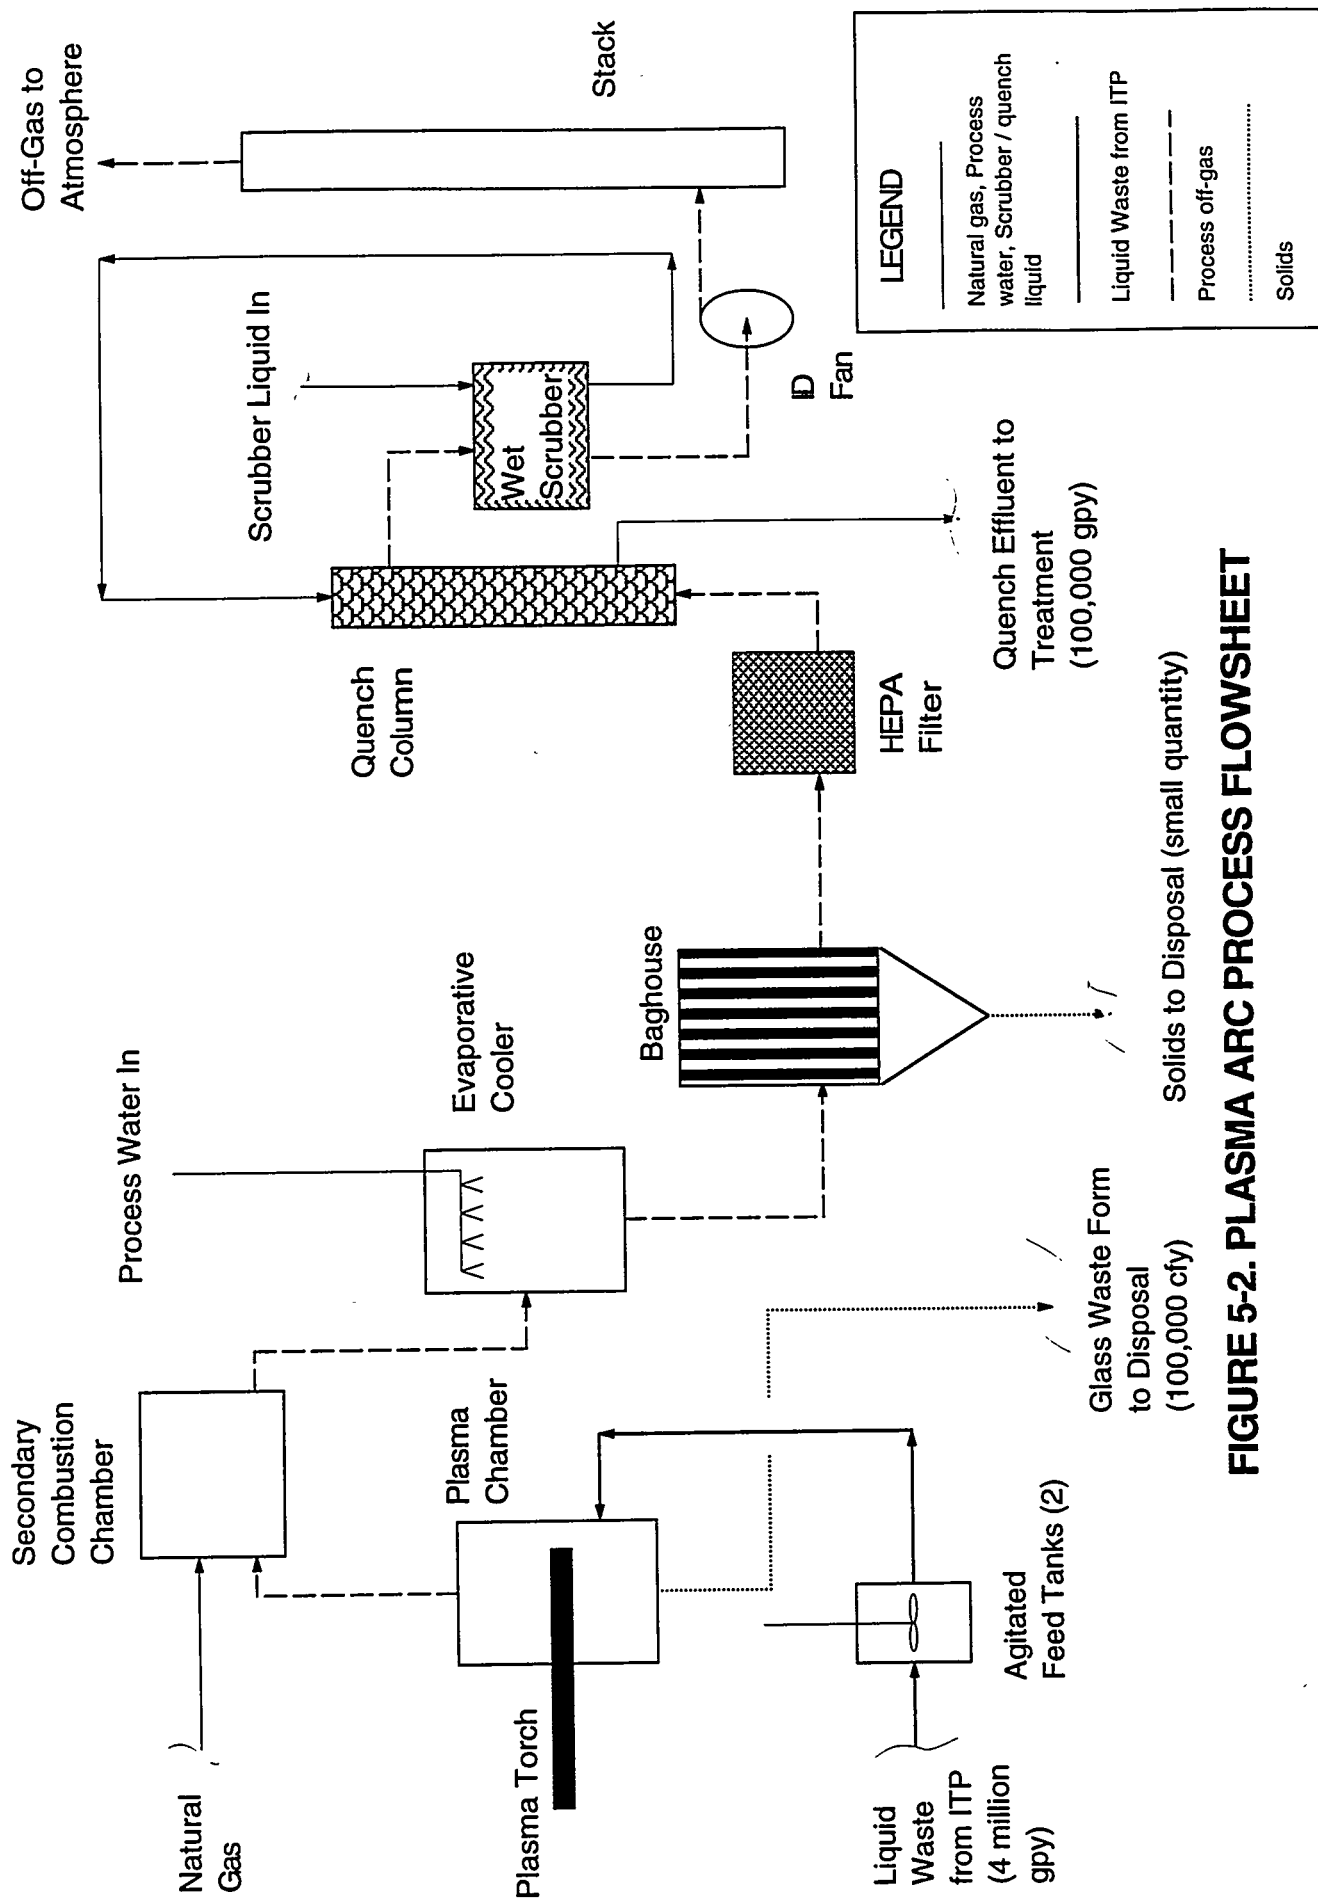 Off-Gas to
Atmosphere
Stack
Scrubber Liquid In
Wet
Scrubber
ID
Fan
Quench
Column
Quench Effluent to
Treatment
(100,000 gpy)
HEPA
Filter
Process Water In
Evaporative
Cooler
Baghouse
Solids to Disposal (small quantity)
Secondary
Combustion
Chamber
Natural
Gas
Plasma
Chamber
Plasma Torch
Glass Waste Form
to Disposal
(100,000 cfy)
Agitated
Feed Tanks (2)
Liquid
Waste
from ITP
(4 million
gpy)
LEGEND
Natural gas, Process
water, Scrubber / quench
liquid
Liquid Waste from ITP
Process off-gas
Solids
FIGURE 5-2. PLASMA ARC PROCESS FLOWSHEET